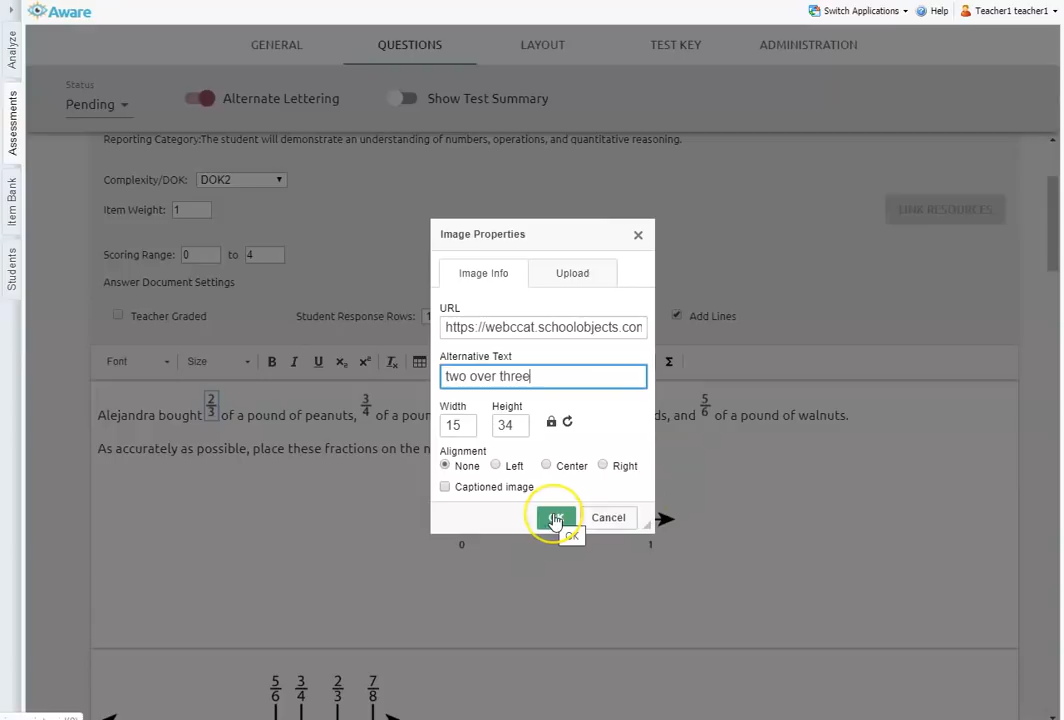 Aware
Switch Applications
Help
Teacher1 teacher1
Analyze
Assessments
Item Bank
Students
GENERAL
QUESTIONS
LAYOUT
TEST KEY
ADMINISTRATION
Status
Pending
Alternate Lettering
Show Test Summary
Reporting Category:The student will demonstrate an understanding of numbers, operations, and quantitative reasoning.
Complexity/DOK: DOK2
Item Weight: 1
LINK RESOURCES
Scoring Range: 0 to 4
Answer Document Settings
Teacher Graded
Student Response Rows: 1
Add Lines
Font
Size
B I U x₂ x² Tx
Σ
Alejandra bought 2/3 of a pound of peanuts, 3/4 of a poun
ds, and 5/6 of a pound of walnuts.
As accurately as possible, place these fractions on the n
0
1
5/6 3/4 2/3 7/8
Image Properties
Image Info
Upload
URL
https://webccat.schoolobjects.con
Alternative Text
two over three
Width
Height
15
34
Alignment
None
Left
Center
Right
Captioned image
OK
Cancel
OK